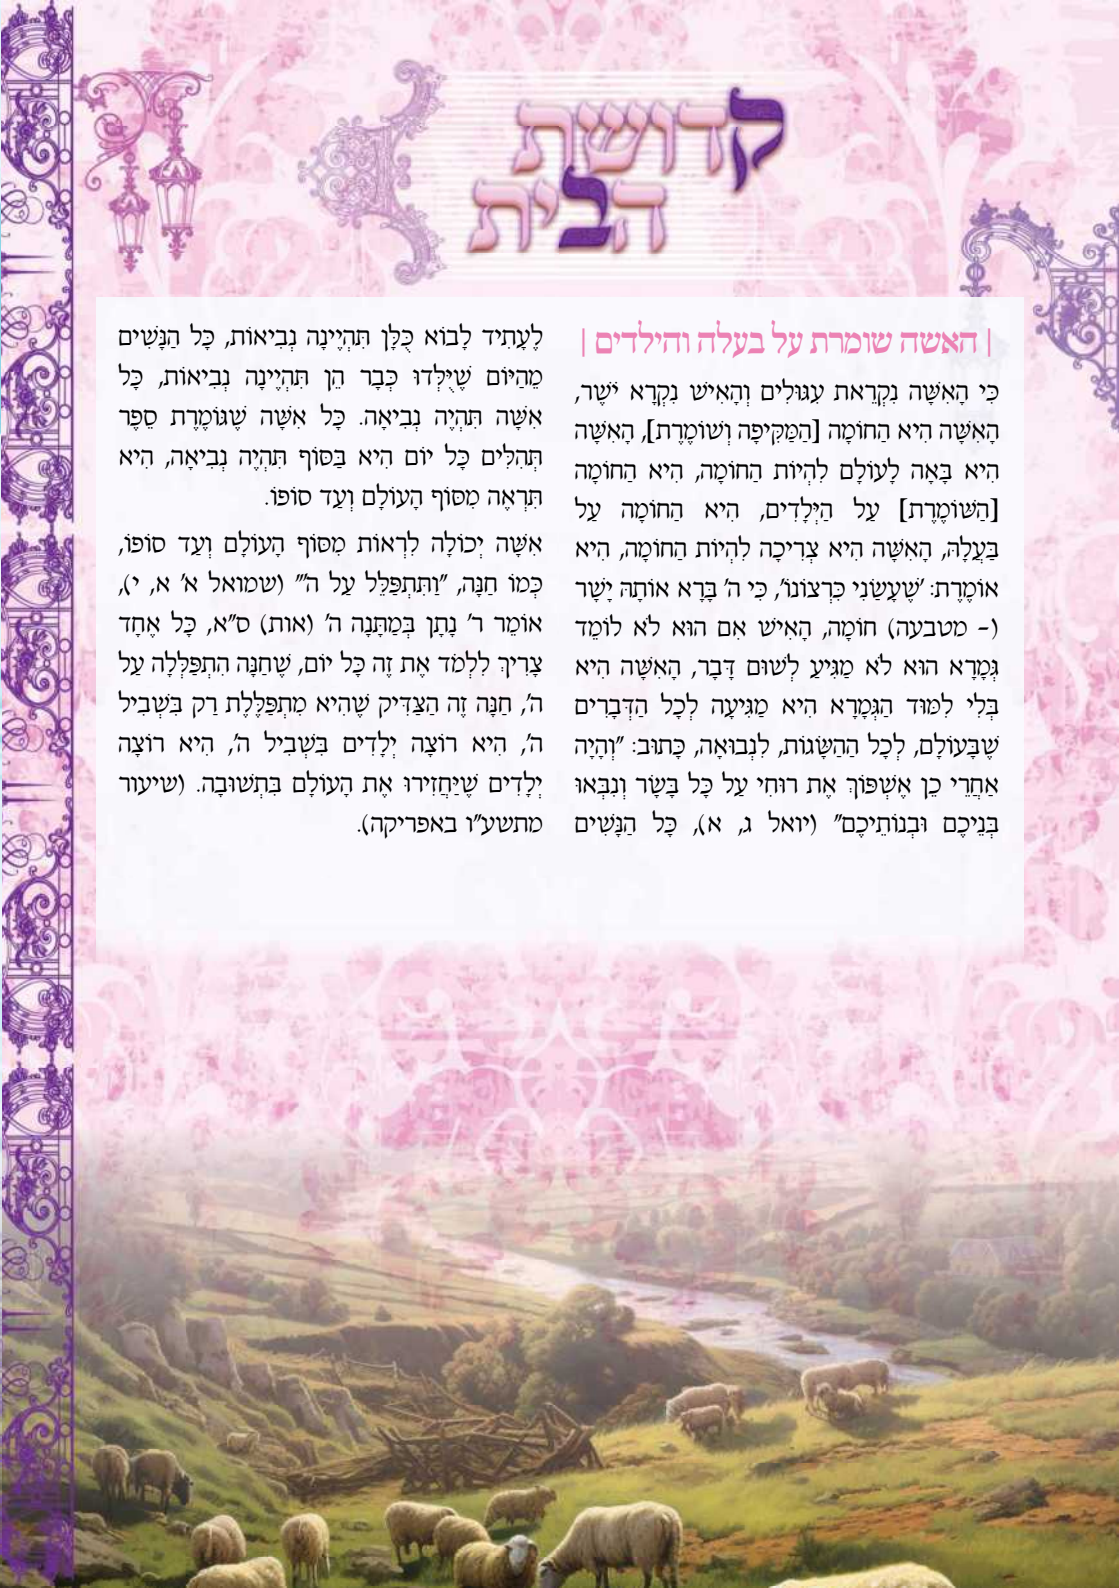 קדושת
הבית
| האשה שומרת על בעלה והילדים |
כִּי הָאִשָּׁה נִקְרֵאת עִגּוּלִים וְהָאִישׁ נִקְרָא יֹשֶׁר,
הָאִשָּׁה הִיא הַחוֹמָה [הַמַּקִּיפָה וְשׁוֹמֶרֶת], הָאִשָּׁה
הִיא בָּאָה לָעוֹלָם לִהְיוֹת הַחוֹמָה, הִיא הַחוֹמָה
[הַשּׁוֹמֶרֶת] עַל הַיְּלָדִים, הִיא הַחוֹמָה עַל
בַּעְלָהּ, הָאִשָּׁה הִיא צְרִיכָה לִהְיוֹת הַחוֹמָה, הִיא
אוֹמֶרֶת: 'שֶׁעָשַׂנִי כִּרְצוֹנוֹ', כִּי ה' בָּרָא אוֹתָהּ יָשָׁר
(- מטבעה) חוֹמָה, הָאִישׁ אִם הוּא לֹא לוֹמֵד
גְּמָרָא הוּא לֹא מַגִּיעַ לְשׁוּם דָּבָר, הָאִשָּׁה הִיא
בְּלִי לִמּוּד הַגְּמָרָא הִיא מַגִּיעָה לְכָל הַדְּבָרִים
שֶׁבָּעוֹלָם, לְכָל הַהַשָּׂגוֹת, לִנְבוּאָה, כָּתוּב: "וְהָיָה
אַחֲרֵי כֵן אֶשְׁפּוֹךְ אֶת רוּחִי עַל כָּל בָּשָׂר וְנִבְּאוּ
בְּנֵיכֶם וּבְנוֹתֵיכֶם" (יואל ג, א), כָּל הַנָּשִׁים
לֶעָתִיד לָבוֹא כֻּלָּן תִּהְיֶינָה נְבִיאוֹת, כָּל הַנָּשִׁים
מֵהַיּוֹם שֶׁיֻּלְּדוּ כְּבָר הֵן תִּהְיֶינָה נְבִיאוֹת, כָּל
אִשָּׁה תִּהְיֶה נְבִיאָה. כָּל אִשָּׁה שֶׁגּוֹמֶרֶת סֵפֶר
תְּהִלִּים כָּל יוֹם הִיא בַּסּוֹף תִּהְיֶה נְבִיאָה, הִיא
תִּרְאֶה מִסּוֹף הָעוֹלָם וְעַד סוֹפוֹ.
אִשָּׁה יְכוֹלָה לִרְאוֹת מִסּוֹף הָעוֹלָם וְעַד סוֹפוֹ,
כְּמוֹ חַנָּה, "וַתִּתְפַּלֵּל עַל ה'" (שמואל א' א, י),
אוֹמֵר ר' נָתָן בְּמַתָּנָה ה' (אות) ס"א, כָּל אֶחָד
צָרִיךְ לִלְמֹד אֶת זֶה כָּל יוֹם, שֶׁחַנָּה הִתְפַּלְּלָה עַל
ה', חַנָּה זֶה הַצַּדִּיק שֶׁהִיא מִתְפַּלֶּלֶת רַק בִּשְׁבִיל
ה', הִיא רוֹצָה יְלָדִים בִּשְׁבִיל ה', הִיא רוֹצָה
יְלָדִים שֶׁיַּחֲזִירוּ אֶת הָעוֹלָם בִּתְשׁוּבָה. (שיעור
מתשע"ו באפריקה).